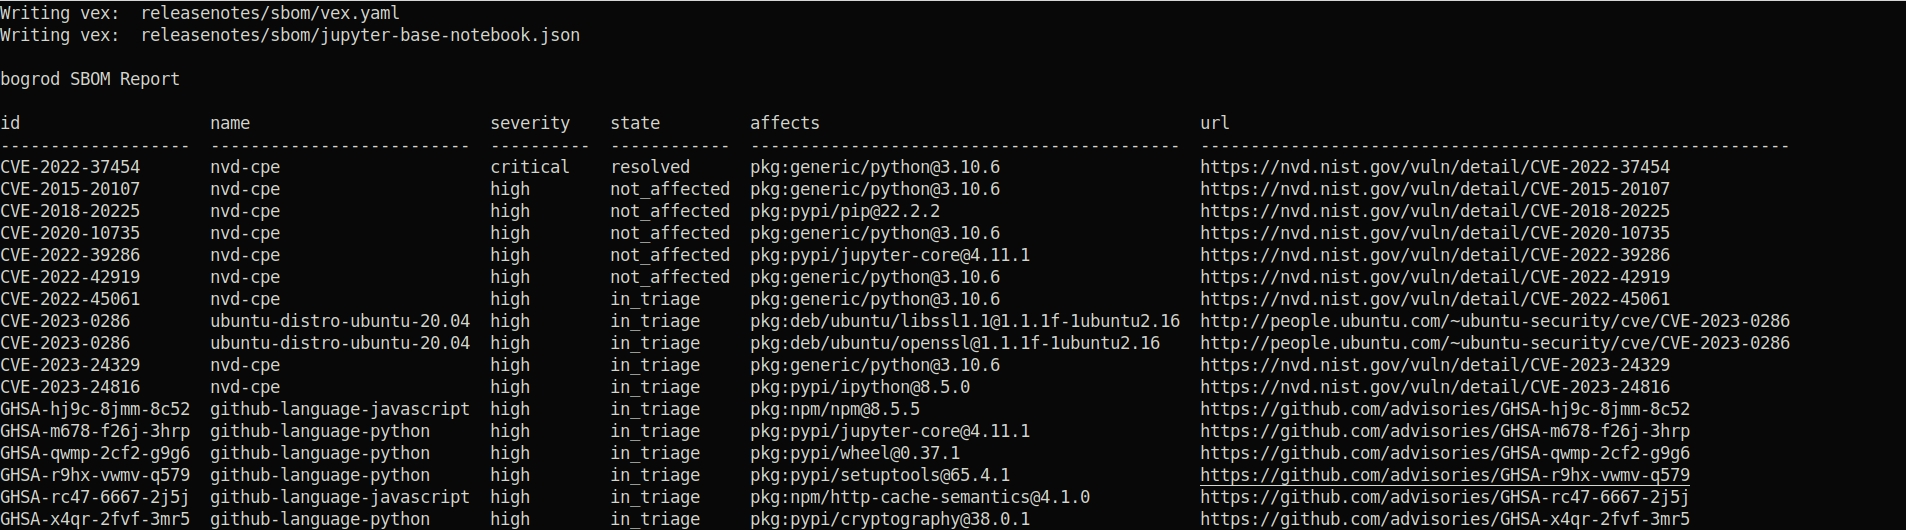 Writing vex:  releasenotes/sbom/vex.yaml
Writing vex:  releasenotes/sbom/jupyter-base-notebook.json
bogrod SBOM Report
id                   name                        severity    state         affects                                      url
-------------------  --------------------------  ----------  ------------  -------------------------------------------  -----------------------------------------------------------
CVE-2022-37454       nvd-cpe                     critical    resolved      pkg:generic/python@3.10.6                    https://nvd.nist.gov/vuln/detail/CVE-2022-37454
CVE-2015-20107       nvd-cpe                     high        not_affected  pkg:generic/python@3.10.6                    https://nvd.nist.gov/vuln/detail/CVE-2015-20107
CVE-2018-20225       nvd-cpe                     high        not_affected  pkg:pypi/pip@22.2.2                          https://nvd.nist.gov/vuln/detail/CVE-2018-20225
CVE-2020-10735       nvd-cpe                     high        not_affected  pkg:generic/python@3.10.6                    https://nvd.nist.gov/vuln/detail/CVE-2020-10735
CVE-2022-39286       nvd-cpe                     high        not_affected  pkg:pypi/jupyter-core@4.11.1                 https://nvd.nist.gov/vuln/detail/CVE-2022-39286
CVE-2022-42919       nvd-cpe                     high        not_affected  pkg:generic/python@3.10.6                    https://nvd.nist.gov/vuln/detail/CVE-2022-42919
CVE-2022-45061       nvd-cpe                     high        in_triage     pkg:generic/python@3.10.6                    https://nvd.nist.gov/vuln/detail/CVE-2022-45061
CVE-2023-0286        ubuntu-distro-ubuntu-20.04  high        in_triage     pkg:deb/ubuntu/libssl1.1@1.1.1f-1ubuntu2.16  http://people.ubuntu.com/~ubuntu-security/cve/CVE-2023-0286
CVE-2023-0286        ubuntu-distro-ubuntu-20.04  high        in_triage     pkg:deb/ubuntu/openssl@1.1.1f-1ubuntu2.16    http://people.ubuntu.com/~ubuntu-security/cve/CVE-2023-0286
CVE-2023-24329       nvd-cpe                     high        in_triage     pkg:generic/python@3.10.6                    https://nvd.nist.gov/vuln/detail/CVE-2023-24329
CVE-2023-24816       nvd-cpe                     high        in_triage     pkg:pypi/ipython@8.5.0                       https://nvd.nist.gov/vuln/detail/CVE-2023-24816
GHSA-hj9c-8jmm-8c52  github-language-javascript  high        in_triage     pkg:npm/npm@8.5.5                            https://github.com/advisories/GHSA-hj9c-8jmm-8c52
GHSA-m678-f26j-3hrp  github-language-python      high        in_triage     pkg:pypi/jupyter-core@4.11.1                 https://github.com/advisories/GHSA-m678-f26j-3hrp
GHSA-qwmp-2cf2-g9g6  github-language-python      high        in_triage     pkg:pypi/wheel@0.37.1                        https://github.com/advisories/GHSA-qwmp-2cf2-g9g6
GHSA-r9hx-vwmv-q579  github-language-python      high        in_triage     pkg:pypi/setuptools@65.4.1                   https://github.com/advisories/GHSA-r9hx-vwmv-q579
GHSA-rc47-6667-2j5j  github-language-javascript  high        in_triage     pkg:npm/http-cache-semantics@4.1.0           https://github.com/advisories/GHSA-rc47-6667-2j5j
GHSA-x4qr-2fvf-3mr5  github-language-python      high        in_triage     pkg:pypi/cryptography@38.0.1                 https://github.com/advisories/GHSA-x4qr-2fvf-3mr5